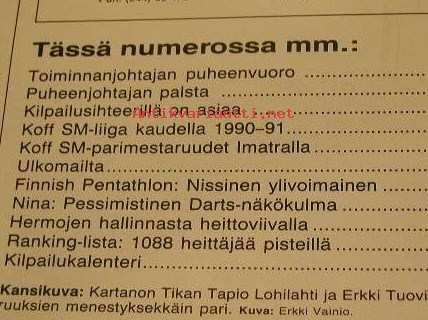 Tässä numerossa mm.:
Toiminnanjohtajan puheenvuoro ..................
Puheenjohtajan palsta ..............................
Kilpailusihteerillä on asiaa ........................
Antikvariaatti.net
Koff SM-liiga kaudella 1990–91..................
Koff SM-parimestaruudet Imatralla ..............
Ulkomailta................................................
Finnish Pentathlon: Nissinen ylivoimainen .......
Nina: Pessimistinen Darts-näkökulma ............
Hermojen hallinnasta heittoviivalla ...............
Ranking-lista: 1088 heittäjää pisteillä ............
Kilpailukalenteri.......................................
Kansikuva: Kartanon Tikan Tapio Lohilahti ja Erkki Tuovi
ruuksien menestyksekkäin pari. Kuva: Erkki Vainio.